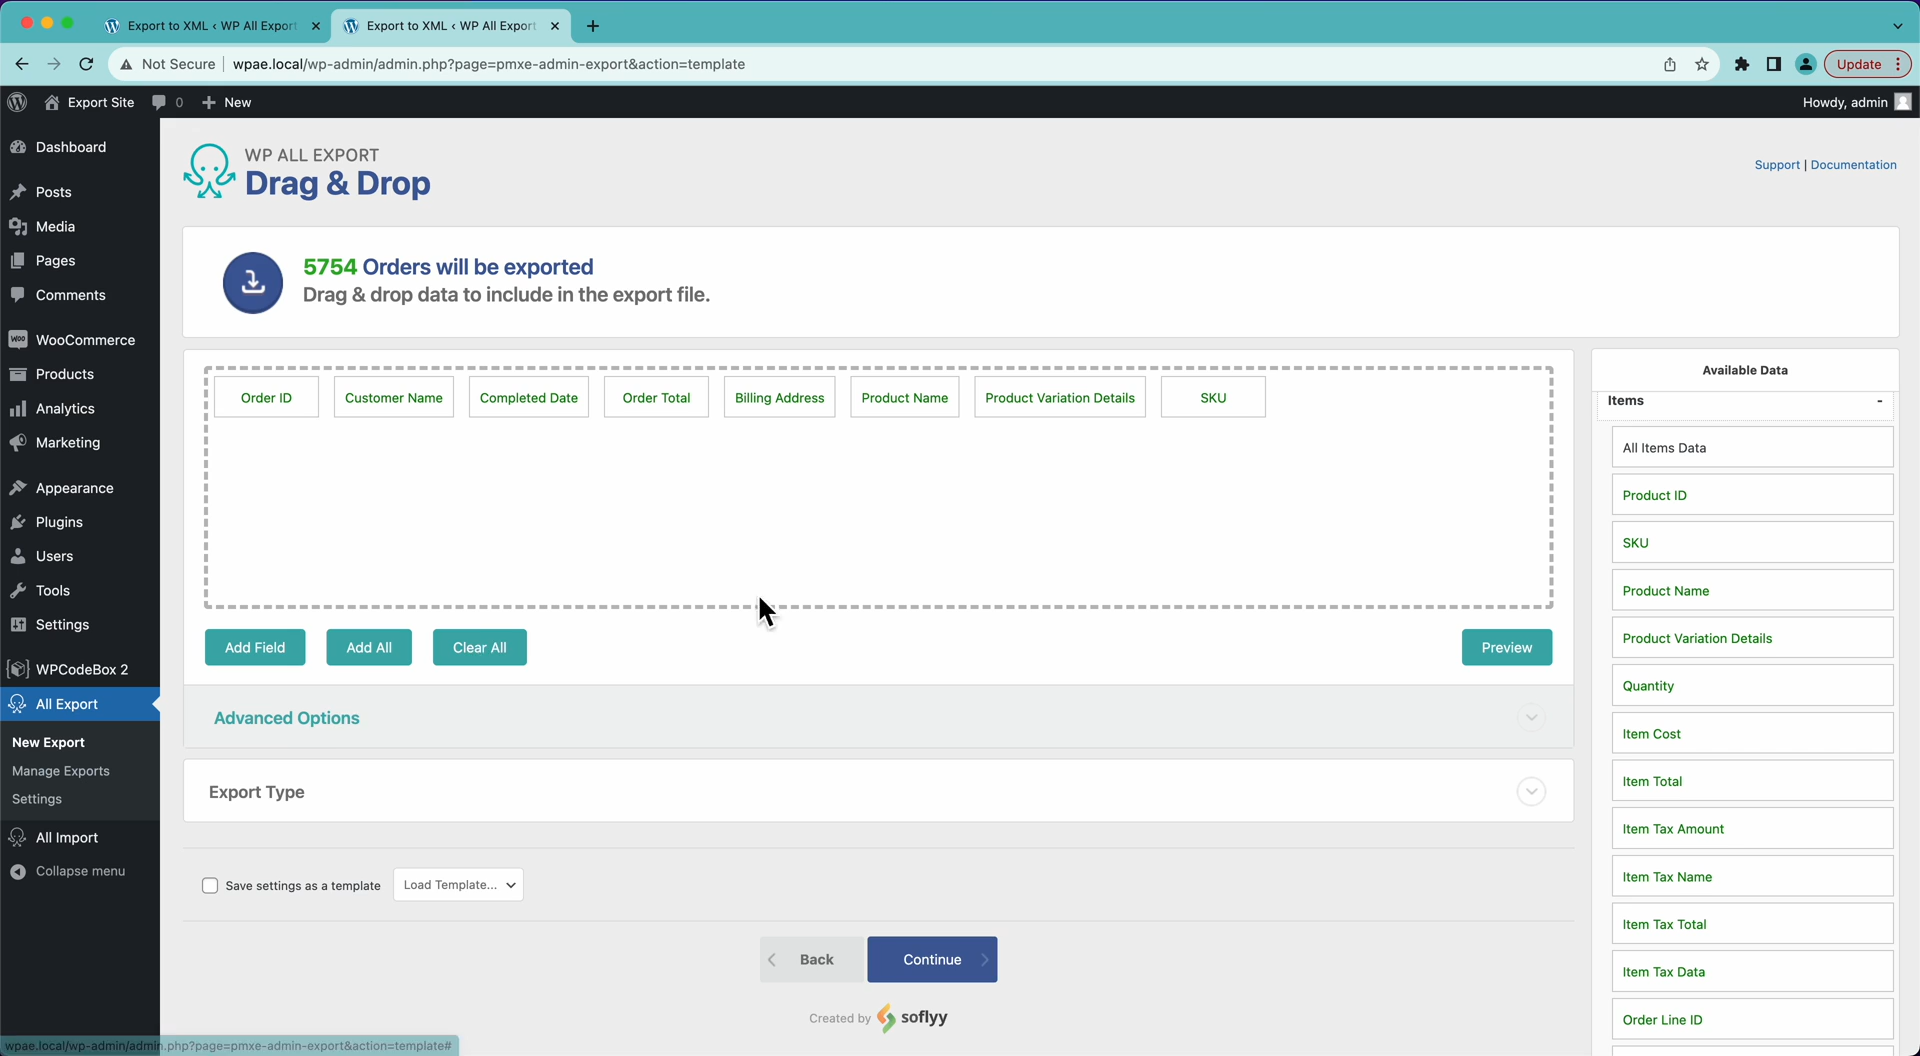 Export to XML ‹ WP All Export
Export to XML ‹ WP All Export
Not Secure
wpae.local/wp-admin/admin.php?page=pmxe-admin-export&action=template
Update
Export Site
0
New
Howdy, admin
Dashboard
Posts
Media
Pages
Comments
WooCommerce
Products
Analytics
Marketing
Appearance
Plugins
Users
Tools
Settings
WPCodeBox 2
All Export
New Export
Manage Exports
Settings
All Import
Collapse menu
WP ALL EXPORT
Drag & Drop
Support | Documentation
5754 Orders will be exported
Drag & drop data to include in the export file.
Order ID
Customer Name
Completed Date
Order Total
Billing Address
Product Name
Product Variation Details
SKU
Add Field
Add All
Clear All
Preview
Advanced Options
Export Type
Save settings as a template
Load Template...
Back
Continue
Created by soflyy
Available Data
Items -
All Items Data
Product ID
SKU
Product Name
Product Variation Details
Quantity
Item Cost
Item Total
Item Tax Amount
Item Tax Name
Item Tax Total
Item Tax Data
Order Line ID
wpae.local/wp-admin/admin.php?page=pmxe-admin-export&action=template#